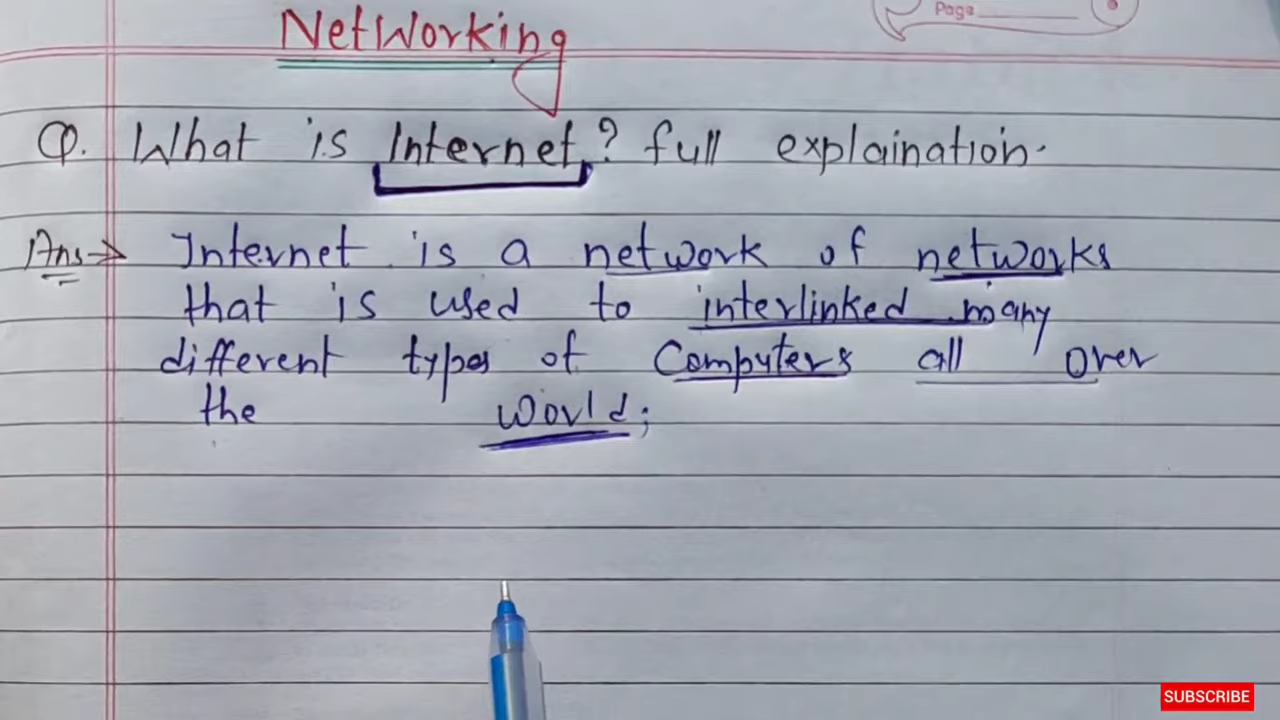 Page
NetWorking
Q. What is Internet? full explaination.
Ans→ Internet is a network of networks
that is used to interlinked many
different types of Computers all over
the World;
SUBSCRIBE